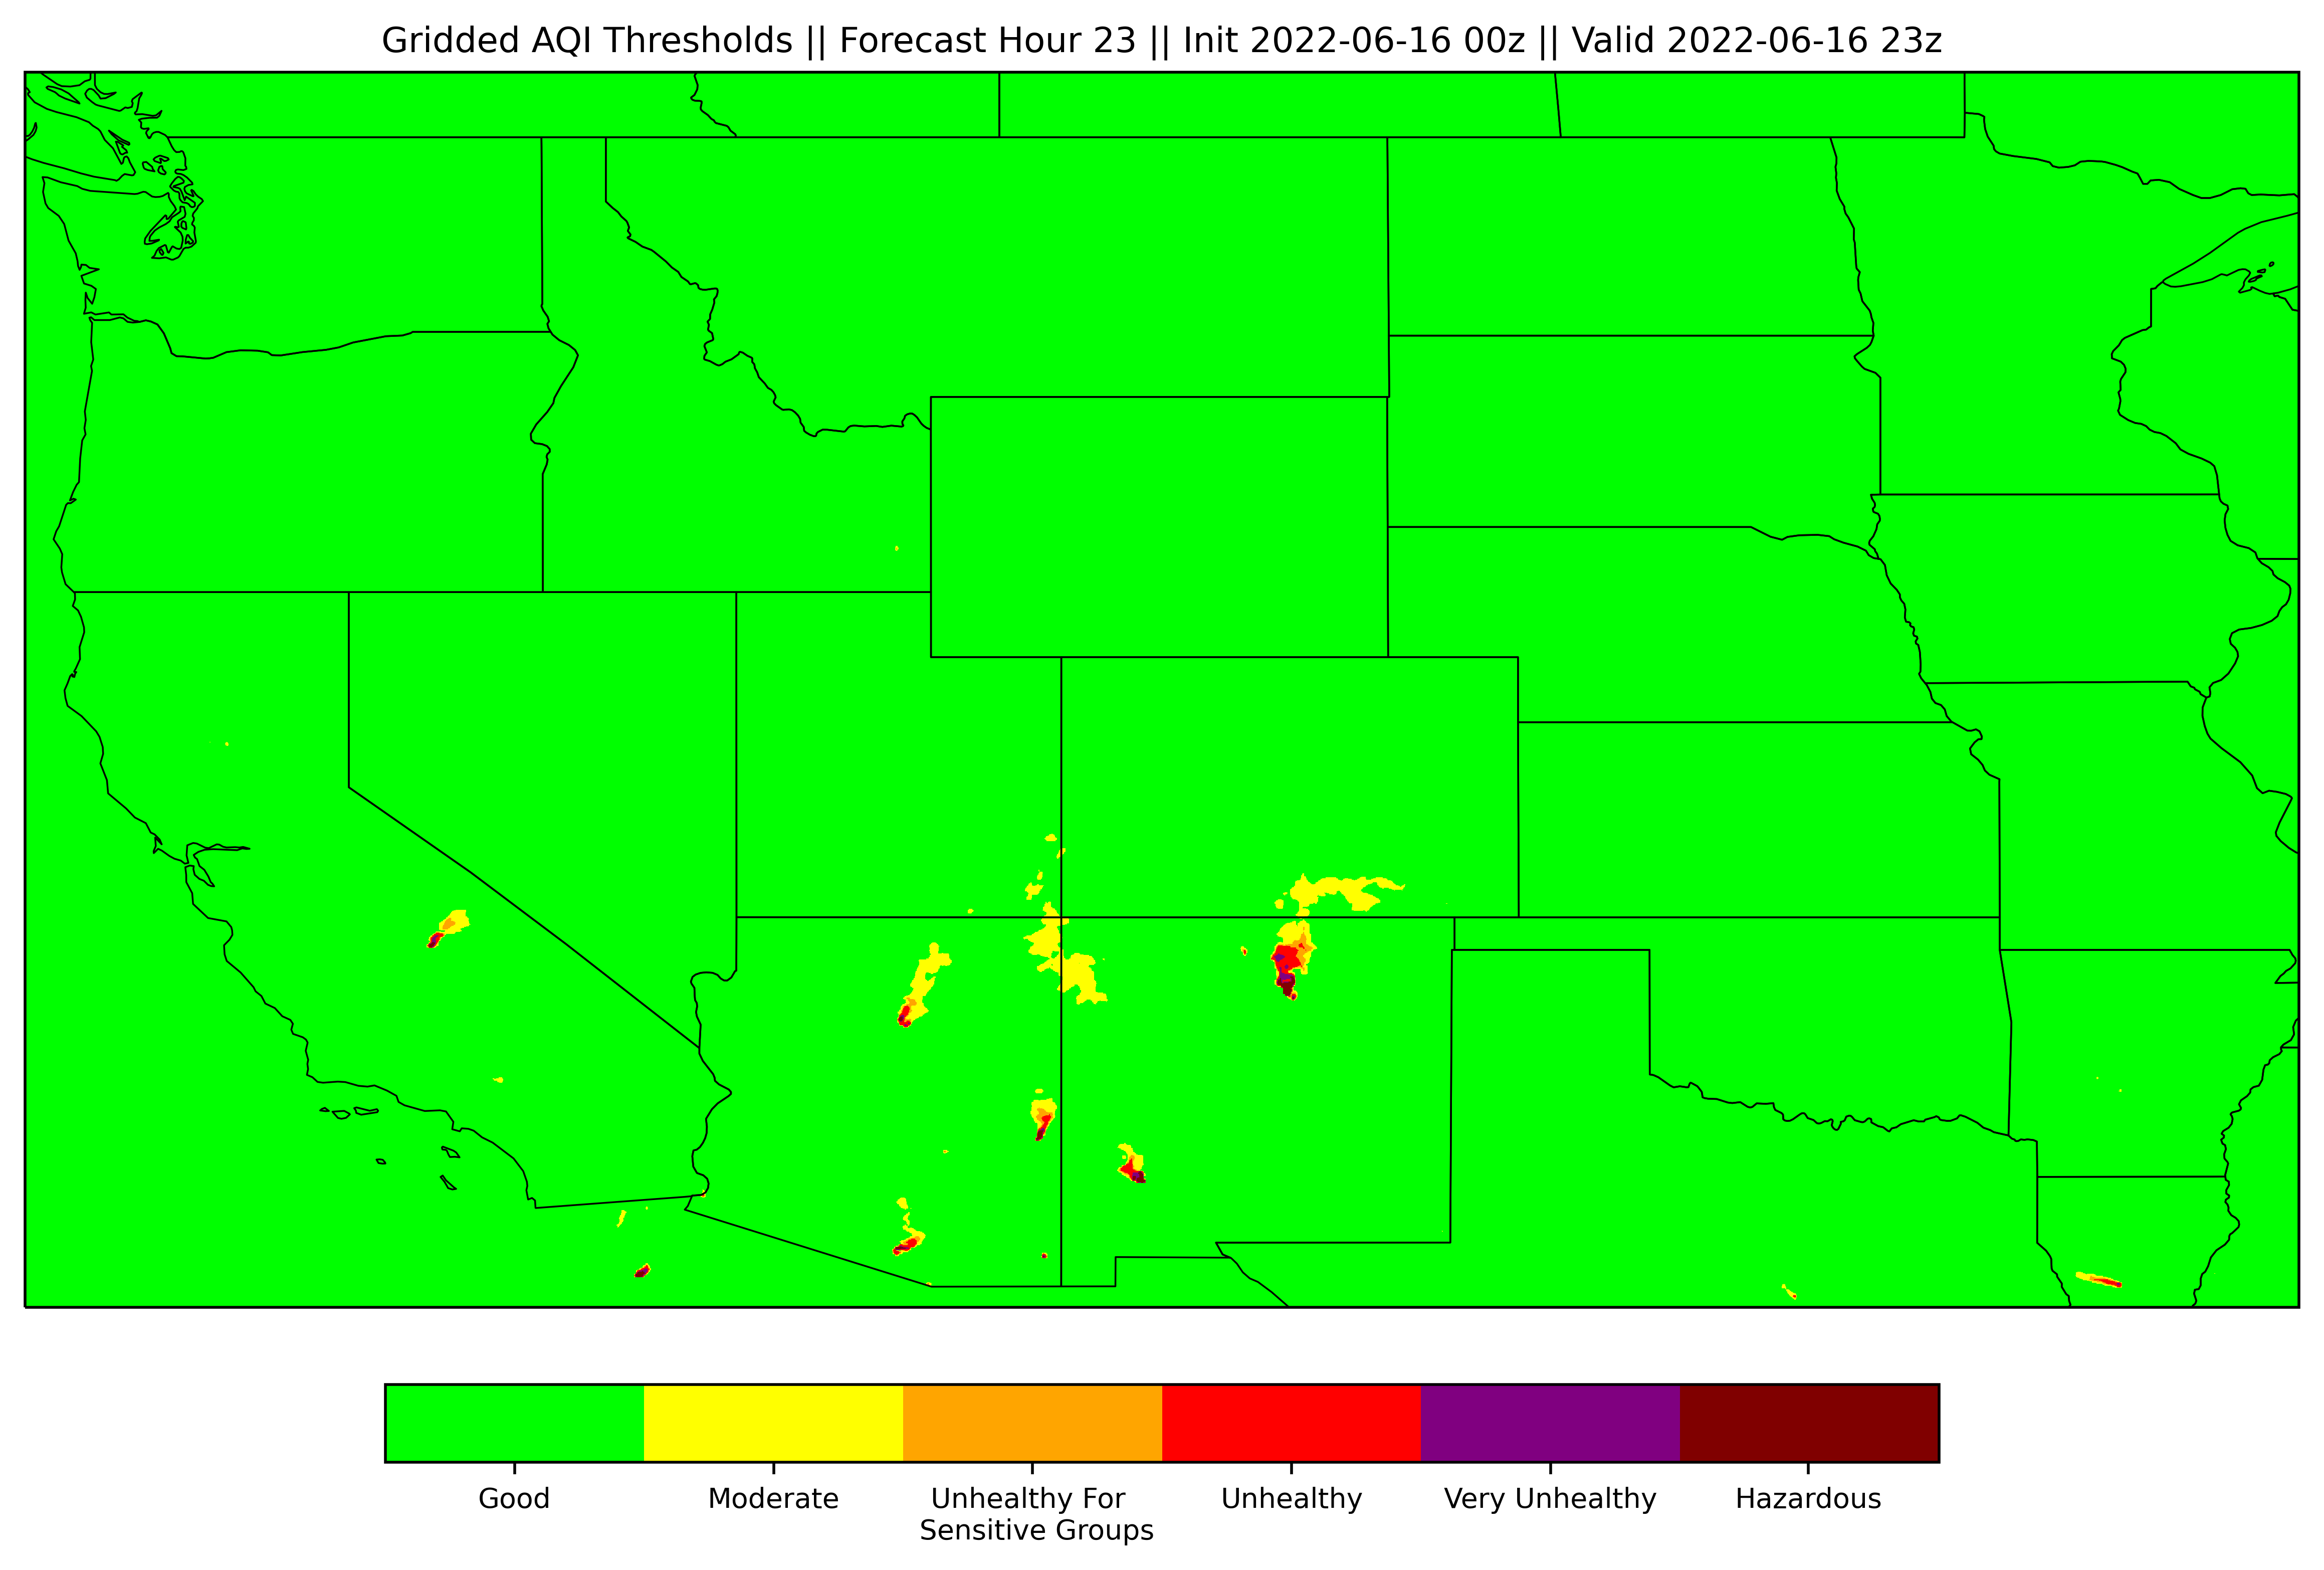 Gridded AQI Thresholds || Forecast Hour 23 || Init 2022-06-16 00z || Valid 2022-06-16 23z
Good
Moderate
Unhealthy For
Sensitive Groups
Unhealthy
Very Unhealthy
Hazardous